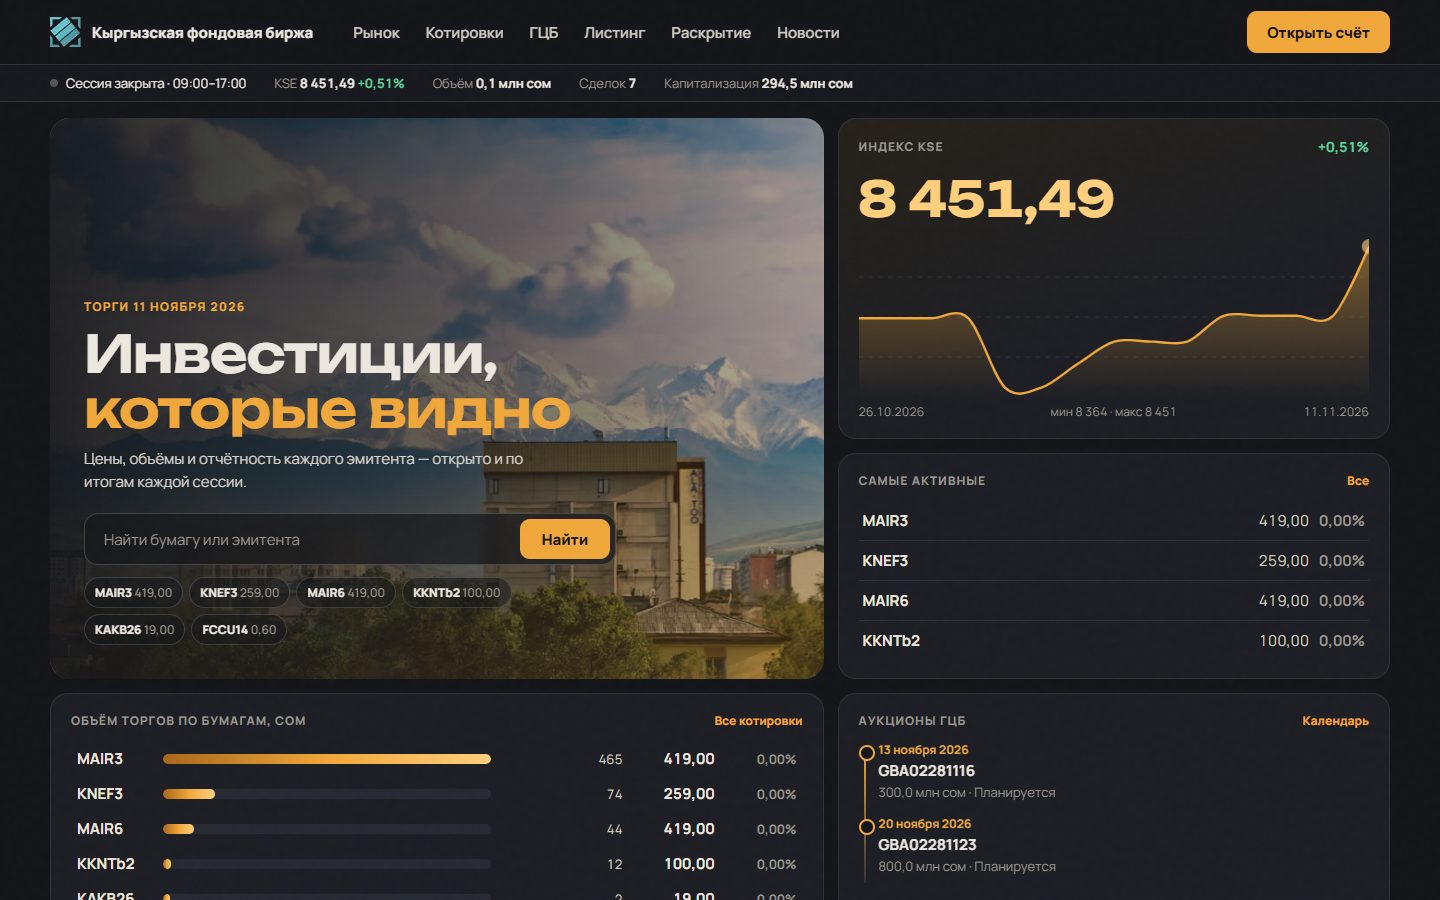 Кыргызская фондовая биржа
Рынок
Котировки
ГЦБ
Листинг
Раскрытие
Новости
Открыть счёт
Сессия закрыта · 09:00–17:00
KSE 8 451,49 +0,51%
Объём 0,1 млн сом
Сделок 7
Капитализация 294,5 млн сом
ТОРГИ 11 НОЯБРЯ 2026
Инвестиции,
которые видно
Цены, объёмы и отчётность каждого эмитента — открыто и по
итогам каждой сессии.
Найти бумагу или эмитента
Найти
MAIR3 419,00
KNEF3 259,00
MAIR6 419,00
KKNTb2 100,00
KAKB26 19,00
FCCU14 0,60
ALA-TOO
ИНДЕКС KSE
+0,51%
8 451,49
26.10.2026
мин 8 364 · макс 8 451
11.11.2026
САМЫЕ АКТИВНЫЕ
Все
MAIR3 419,00 0,00%
KNEF3 259,00 0,00%
MAIR6 419,00 0,00%
KKNTb2 100,00 0,00%
ОБЪЁМ ТОРГОВ ПО БУМАГАМ, СОМ
Все котировки
MAIR3 465 419,00 0,00%
KNEF3 74 259,00 0,00%
MAIR6 44 419,00 0,00%
KKNTb2 12 100,00 0,00%
KAKB26 2 19,00 0,00%
АУКЦИОНЫ ГЦБ
Календарь
13 ноября 2026
GBA02281116
300,0 млн сом · Планируется
20 ноября 2026
GBA02281123
800,0 млн сом · Планируется